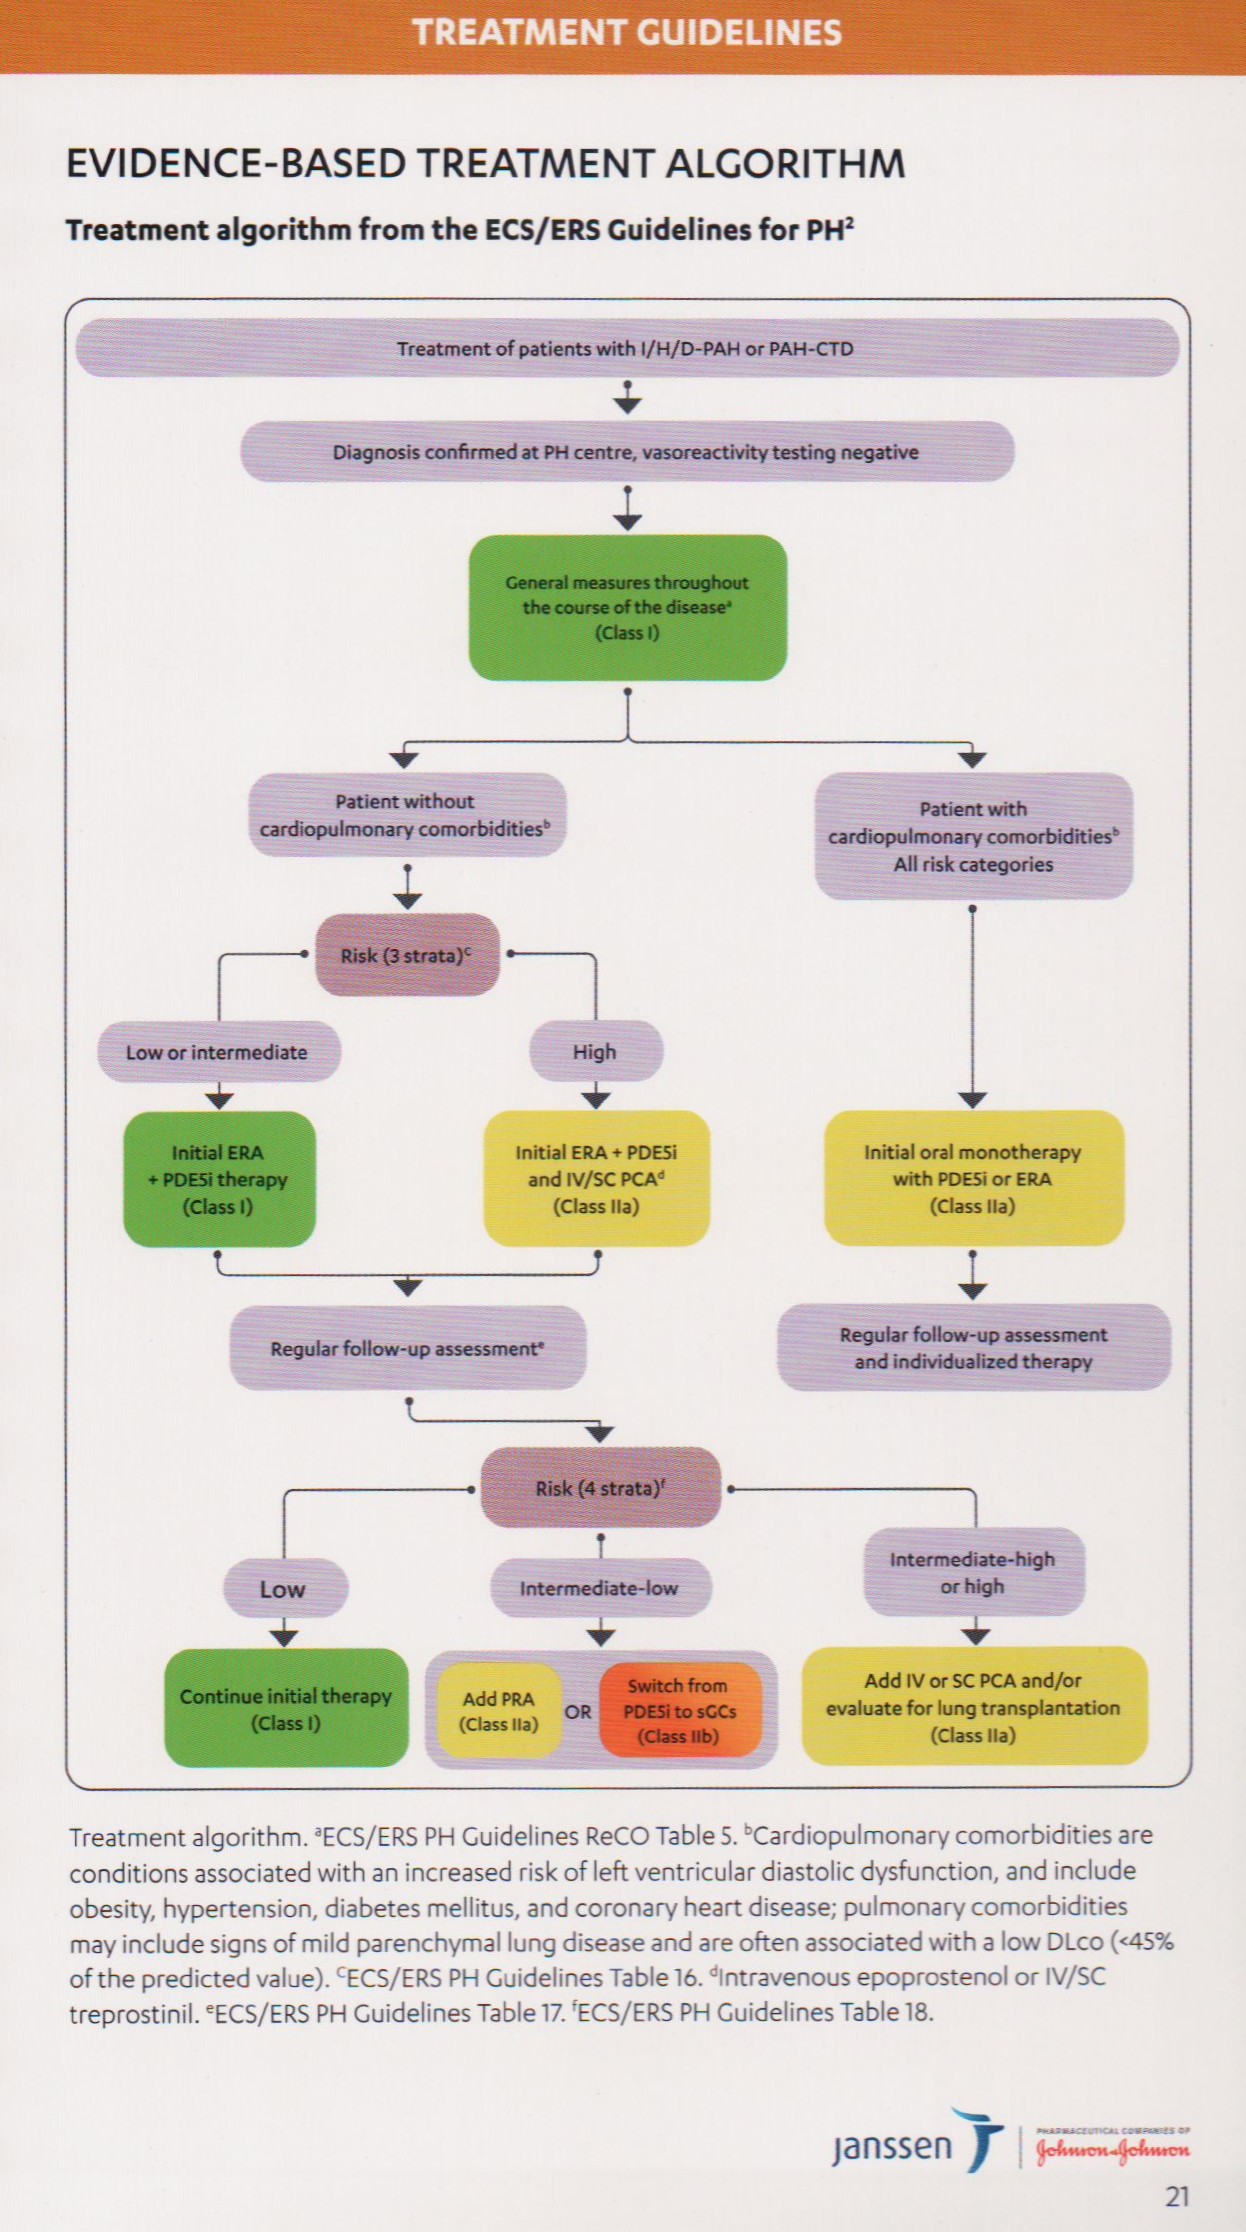 TREATMENT GUIDELINES
EVIDENCE-BASED TREATMENT ALGORITHM
Treatment algorithm from the ECS/ERS Guidelines for PH²
Treatment of patients with I/H/D-PAH or PAH-CTD
Diagnosis confirmed at PH centre, vasoreactivity testing negative
General measures throughout
the course of the diseaseᵃ
(Class I)
Patient without
cardiopulmonary comorbiditiesᵇ
Patient with
cardiopulmonary comorbiditiesᵇ
All risk categories
Risk (3 strata)ᶜ
Low or intermediate
High
Initial ERA
+ PDE5i therapy
(Class I)
Initial ERA + PDE5i
and IV/SC PCAᵈ
(Class IIa)
Initial oral monotherapy
with PDE5i or ERA
(Class IIa)
Regular follow-up assessmentᵉ
Regular follow-up assessment
and individualized therapy
Risk (4 strata)ᶠ
Low
Intermediate-low
Intermediate-high
or high
Continue initial therapy
(Class I)
Add PRA
(Class IIa)
OR
Switch from
PDE5i to sGCs
(Class IIb)
Add IV or SC PCA and/or
evaluate for lung transplantation
(Class IIa)
Treatment algorithm. ᵃECS/ERS PH Guidelines ReCO Table 5. ᵇCardiopulmonary comorbidities are
conditions associated with an increased risk of left ventricular diastolic dysfunction, and include
obesity, hypertension, diabetes mellitus, and coronary heart disease; pulmonary comorbidities
may include signs of mild parenchymal lung disease and are often associated with a low DLco (<45%
of the predicted value). ᶜECS/ERS PH Guidelines Table 16. ᵈIntravenous epoprostenol or IV/SC
treprostinil. ᵉECS/ERS PH Guidelines Table 17. ᶠECS/ERS PH Guidelines Table 18.
janssen
PHARMACEUTICAL COMPANIES OF
Johnson & Johnson
21